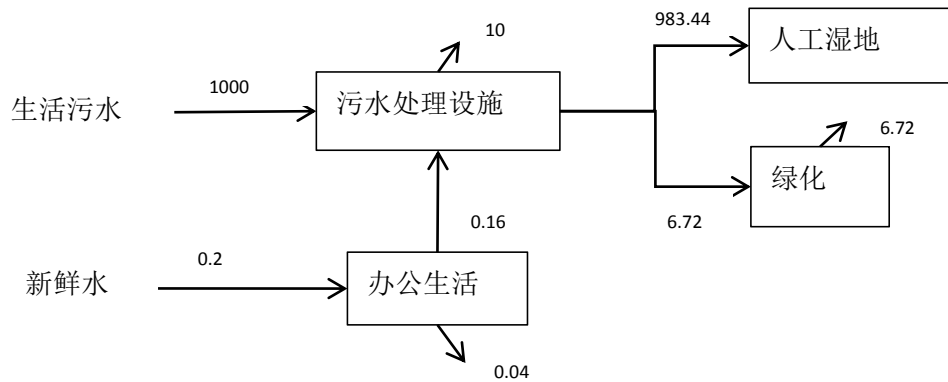 10
983.44
人工湿地
1000
生活污水
污水处理设施
6.72
绿化
6.72
0.16
0.2
新鲜水
办公生活
0.04